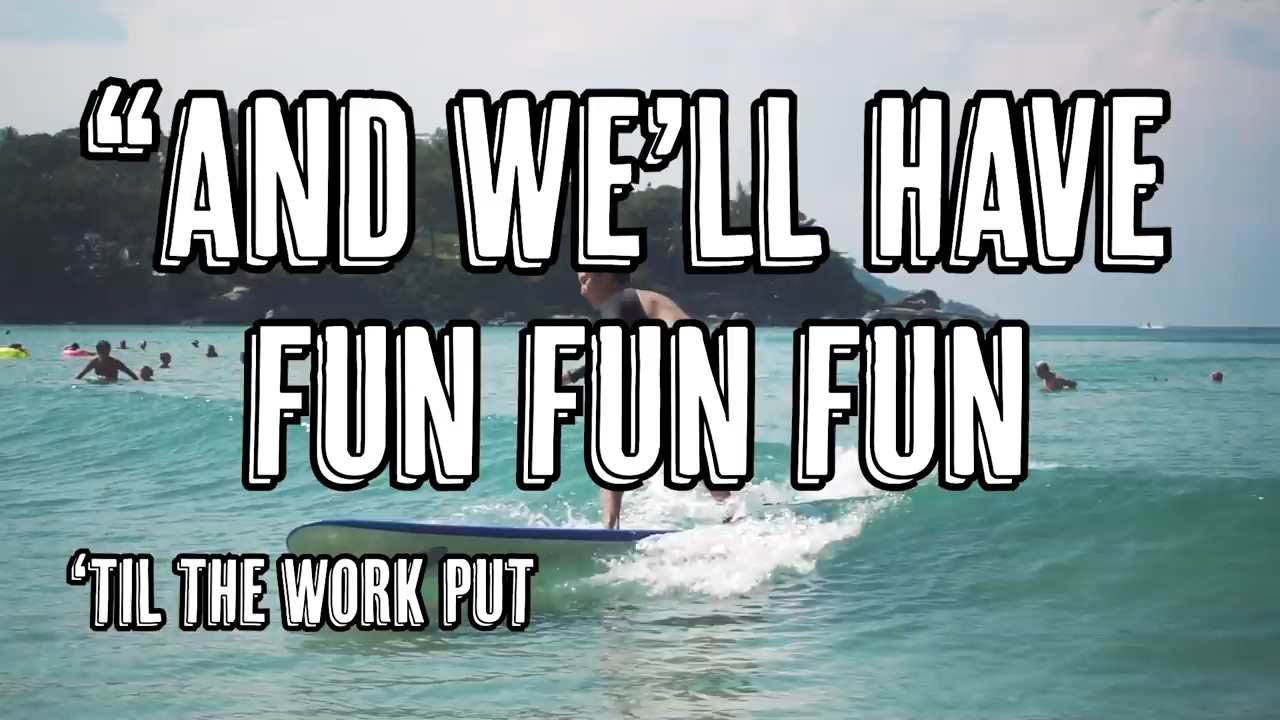 “AND WE’LL HAVE
FUN FUN FUN
‘TIL THE WORK PUT